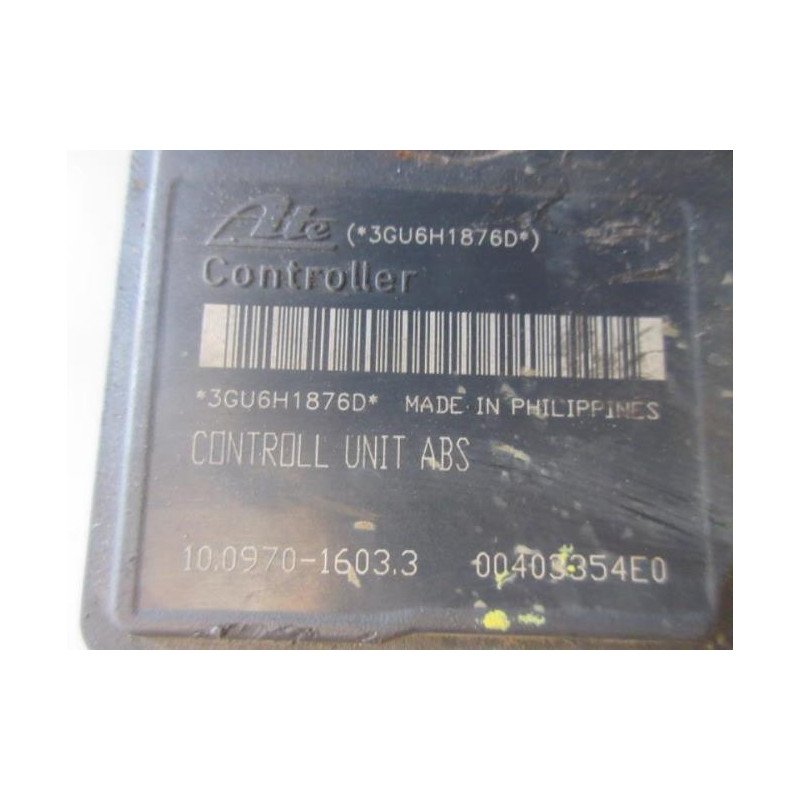 Ate (*3GU6H1876D*)
Controller
*3GU6H1876D* MADE IN PHILIPPINES
CONTROLL UNIT ABS
10.0970-1603.3 00403354E0